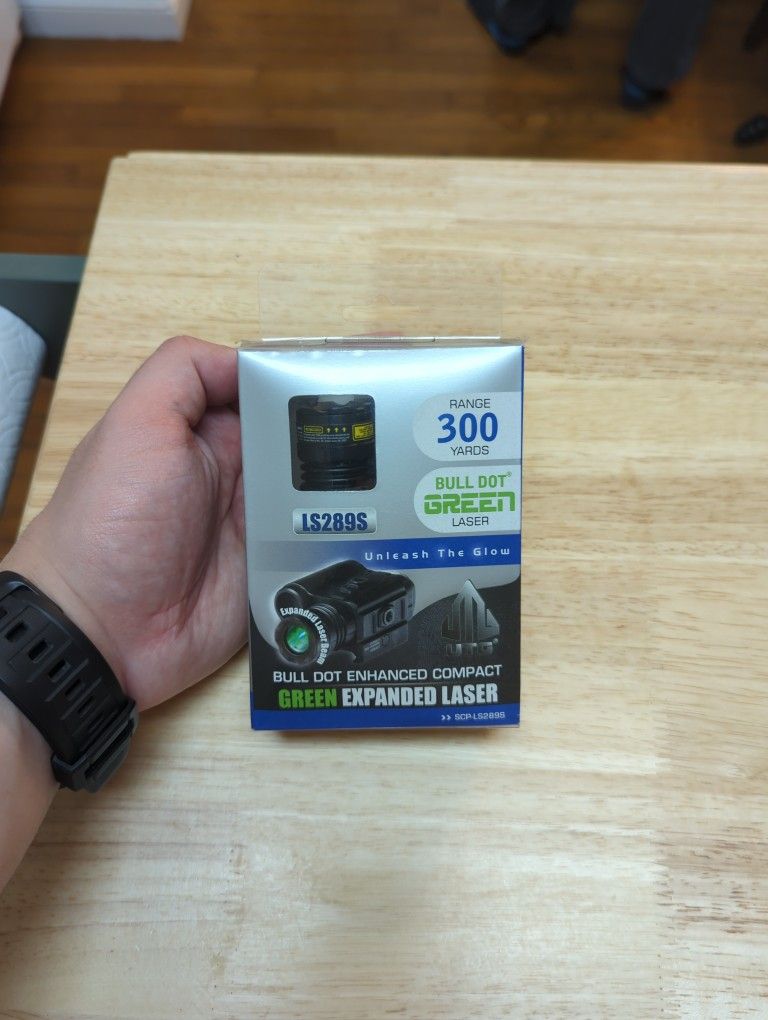 RANGE
300
YARDS
BULL DOT®
GREEN
LASER
LS289S
Unleash The Glow
Expanded Laser Beam
UTG®
BULL DOT ENHANCED COMPACT
GREEN EXPANDED LASER
>> SCP-LS289S